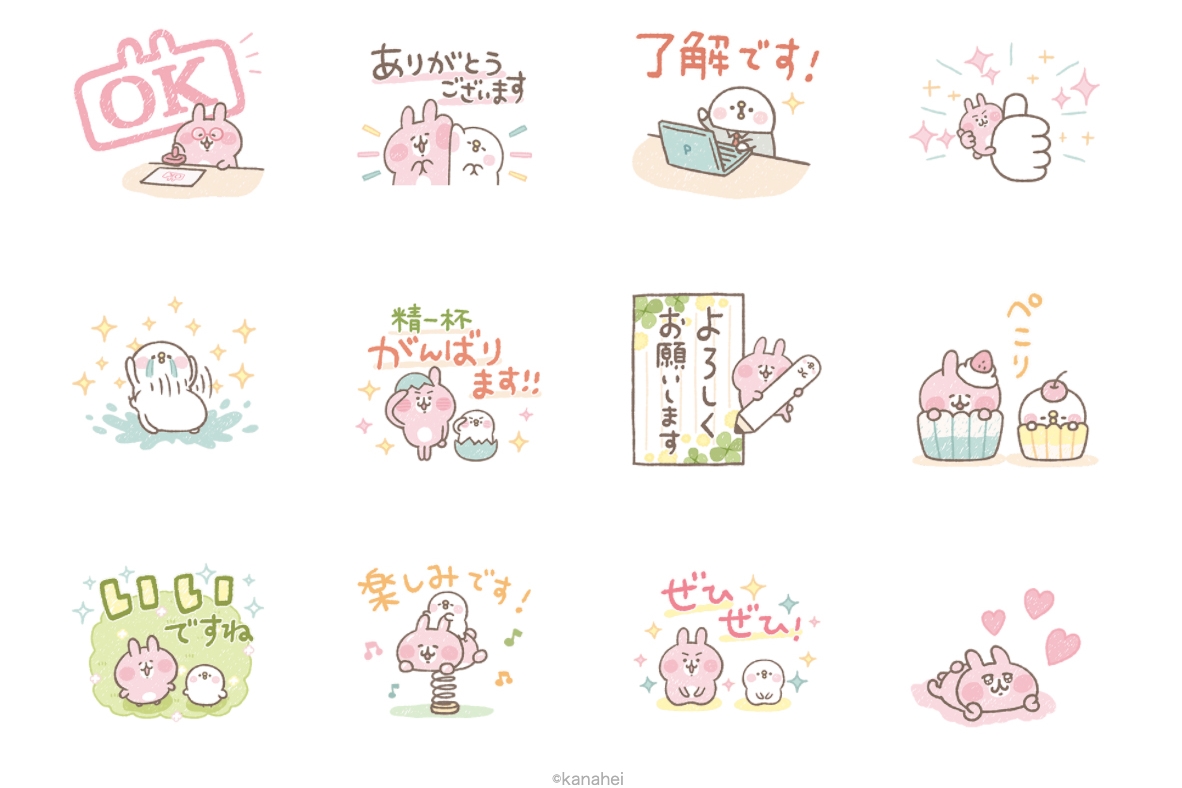 OK
ありがとう
ございます
了解です!
P
精一杯
がんばり
ます!!
よろしく
お願いします
ぺこり
いい
ですね
楽しみです!
ぜひ
ぜひ!
©kanahei